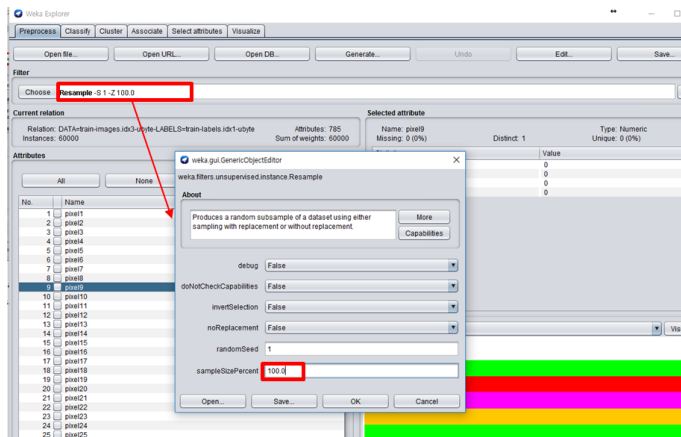 Weka Explorer
Preprocess Classify Cluster Associate Select attributes Visualize
Open file... Open URL... Open DB... Generate... Undo Edit... Save...
Filter
Choose Resample -S 1 -Z 100.0
Current relation
Relation: DATA=train-images.idx3-ubyte-LABELS=train-labels.idx1-ubyte Attributes: 785
Instances: 60000 Sum of weights: 60000
Selected attribute
Name: pixel9 Type: Numeric
Missing: 0 (0%) Distinct: 1 Unique: 0 (0%)
Value
0
0
0
0
Attributes
All None
No. Name
1 pixel1
2 pixel2
3 pixel3
4 pixel4
5 pixel5
6 pixel6
7 pixel7
8 pixel8
9 pixel9
10 pixel10
11 pixel11
12 pixel12
13 pixel13
14 pixel14
15 pixel15
16 pixel16
17 pixel17
18 pixel18
19 pixel19
20 pixel20
21 pixel21
22 pixel22
23 pixel23
24 pixel24
25 pixel25
weka.gui.GenericObjectEditor
weka.filters.unsupervised.instance.Resample
About
Produces a random subsample of a dataset using either
sampling with replacement or without replacement.
More
Capabilities
debug False
doNotCheckCapabilities False
invertSelection False
noReplacement False
randomSeed 1
sampleSizePercent 100.0
Open... Save... OK Cancel
Vis